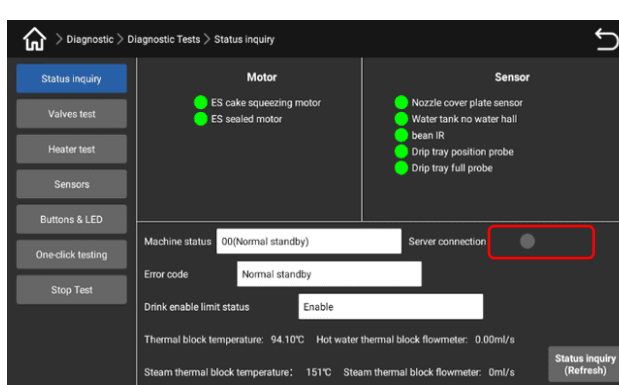 Diagnostic > Diagnostic Tests > Status inquiry
Status inquiry
Valves test
Heater test
Sensors
Buttons & LED
One-click testing
Stop Test
Motor
ES cake squeezing motor
ES sealed motor
Sensor
Nozzle cover plate sensor
Water tank no water hall
bean IR
Drip tray position probe
Drip tray full probe
Machine status 00(Normal standby) Server connection
Error code Normal standby
Drink enable limit status Enable
Thermal block temperature: 94.10℃ Hot water thermal block flowmeter: 0.00ml/s
Steam thermal block temperature: 151℃ Steam thermal block flowmeter: 0ml/s
Status inquiry
(Refresh)